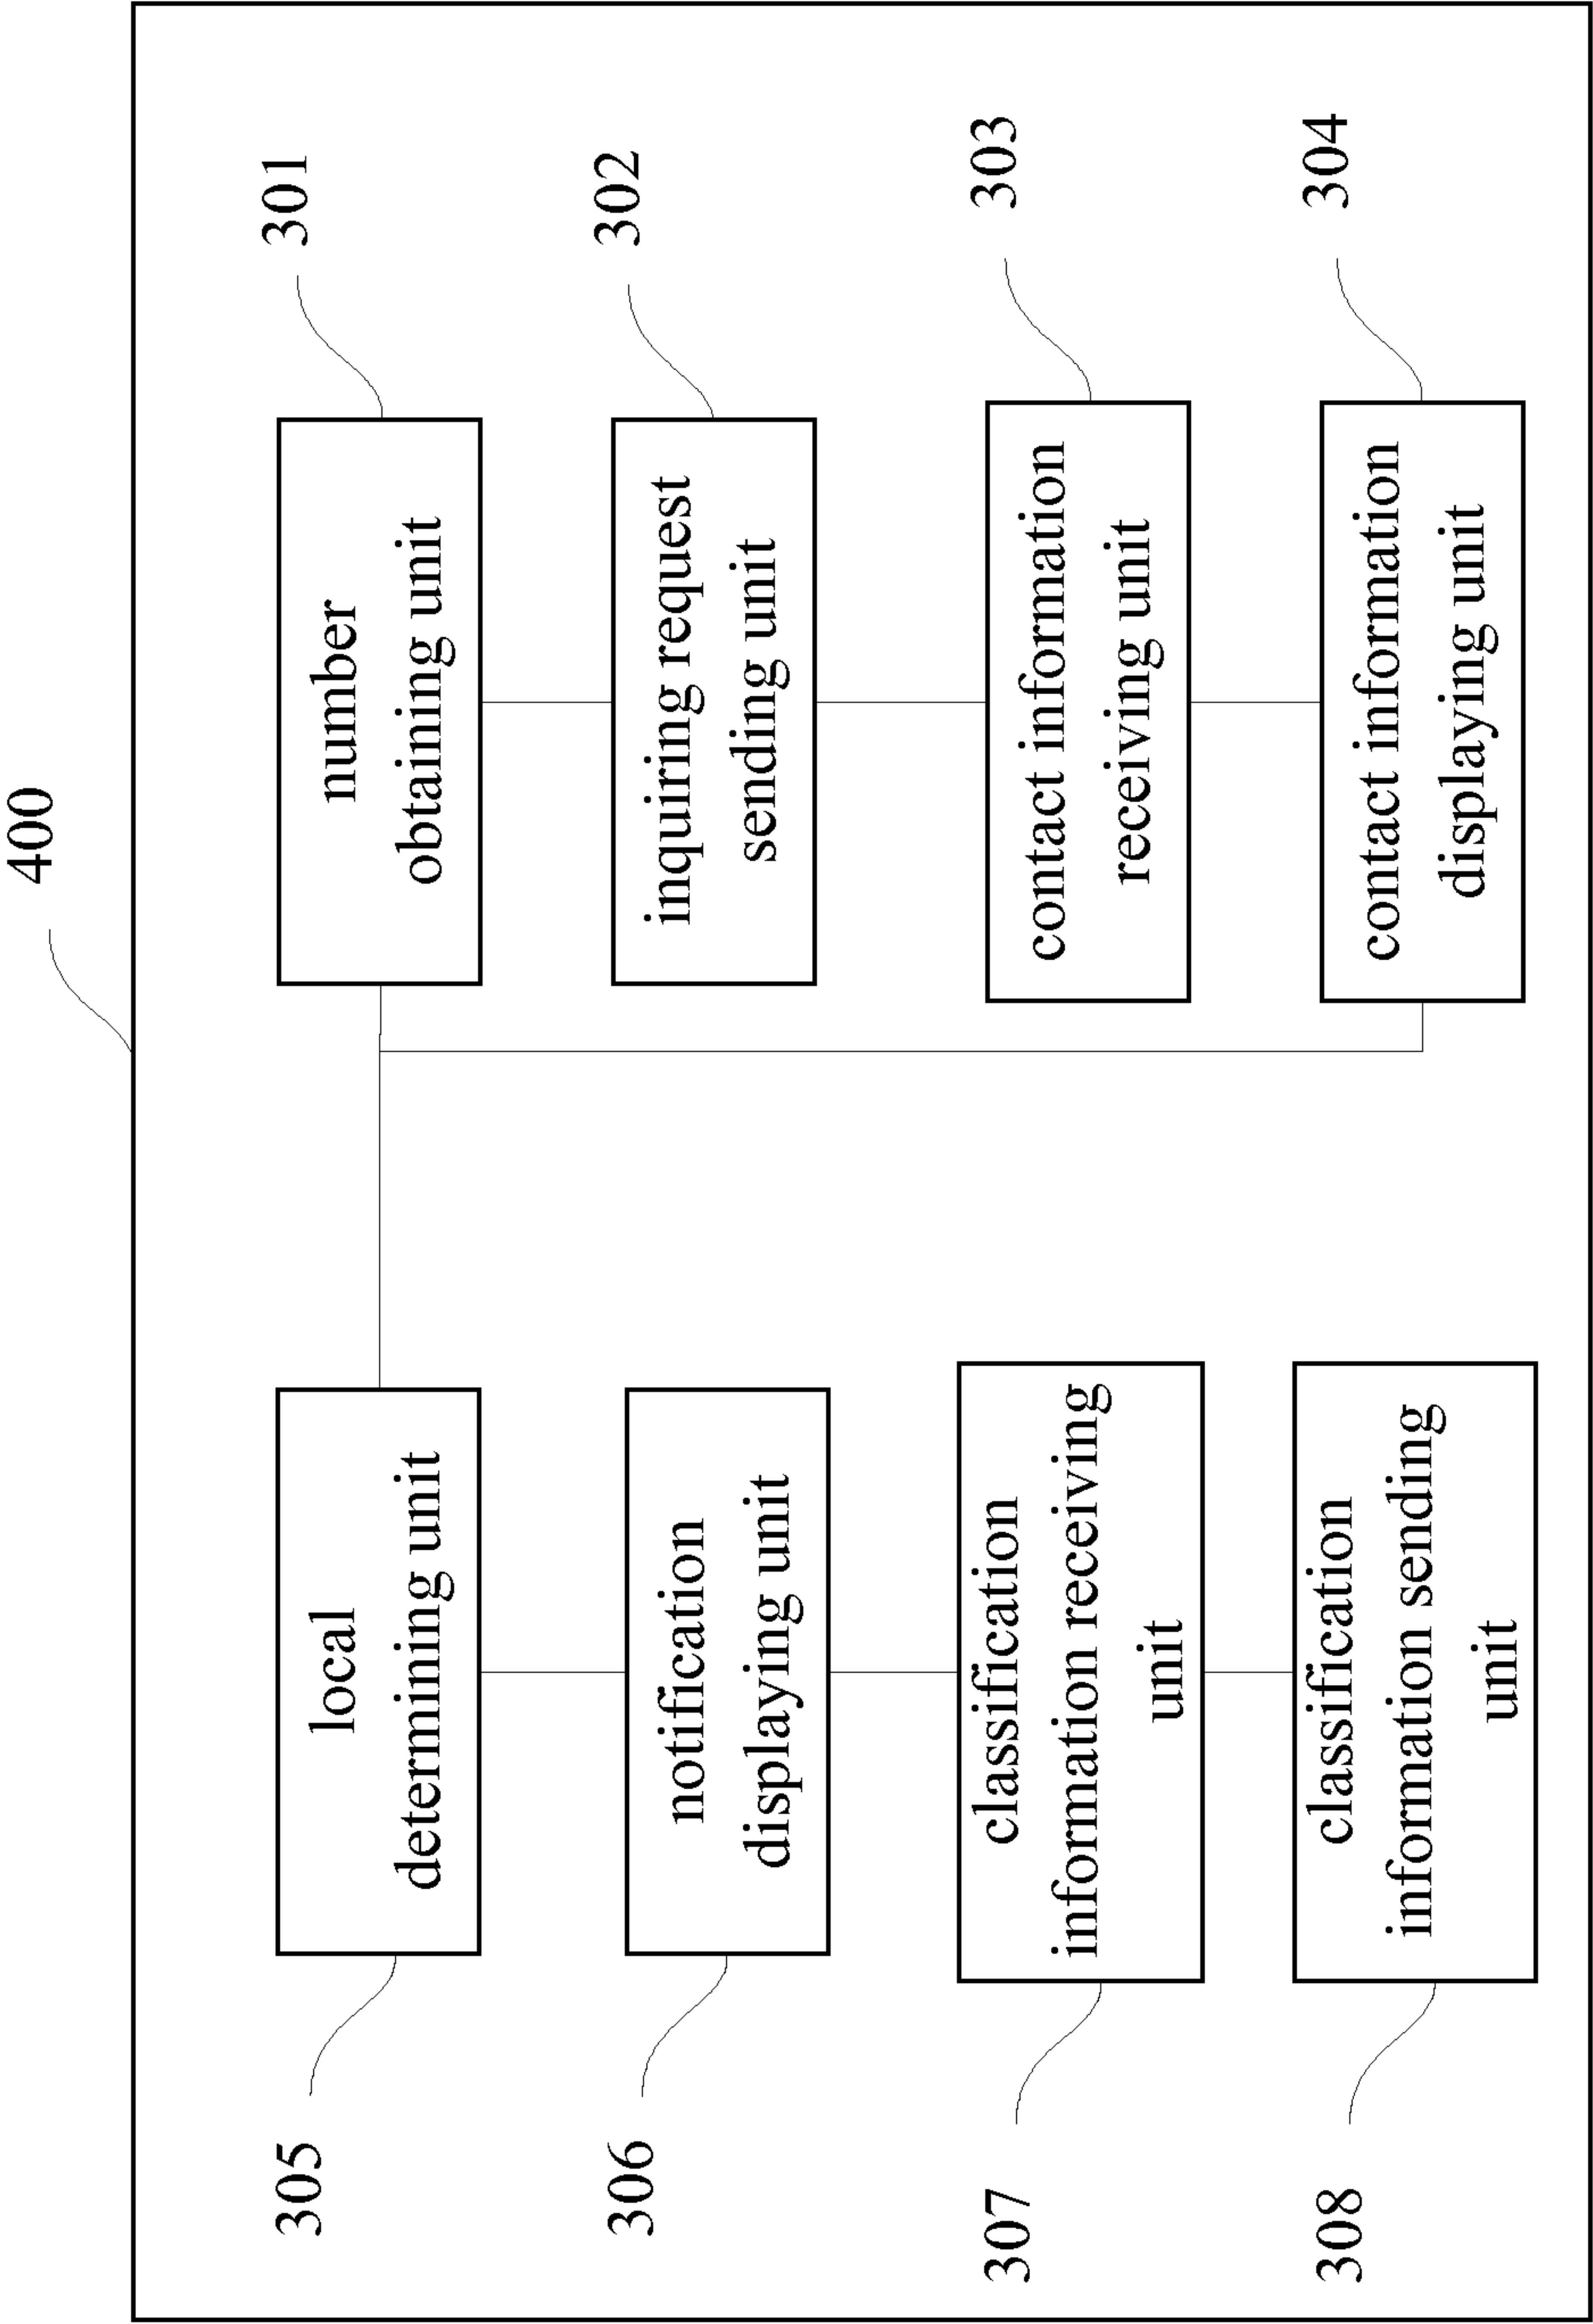 400
305
local
determining unit
number
obtaining unit
301
306
notification
displaying unit
inquiring request
sending unit
302
307
classification
information receiving
unit
contact information
receiving unit
303
308
classification
information sending
unit
contact information
displaying unit
304